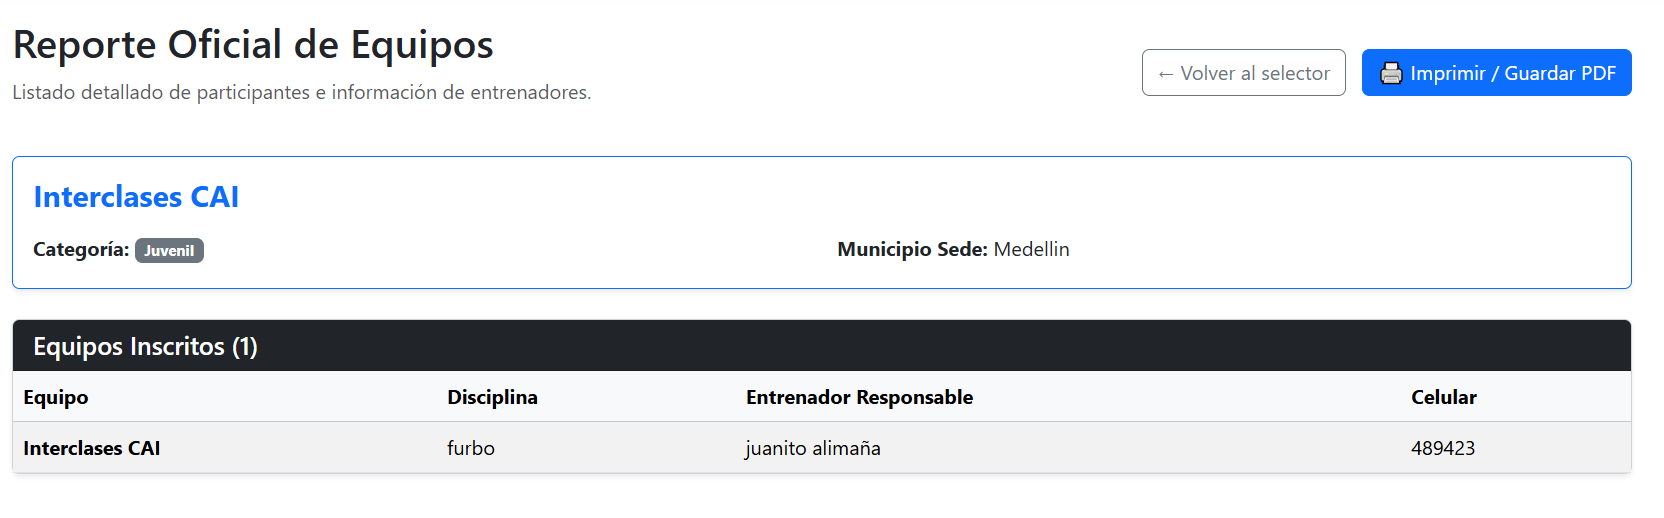 Reporte Oficial de Equipos
Listado detallado de participantes e información de entrenadores.
← Volver al selector
Imprimir / Guardar PDF
Interclases CAI
Categoría: Juvenil
Municipio Sede: Medellin
Equipos Inscritos (1)
Equipo Disciplina Entrenador Responsable Celular
Interclases CAI furbo juanito alimaña 489423